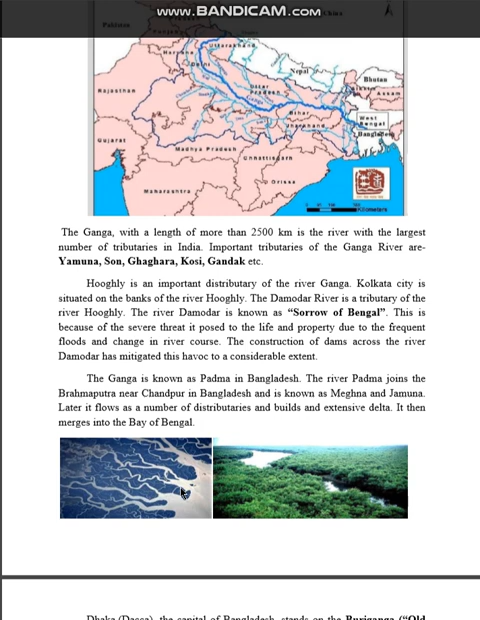 WWW.BANDICAM.COM
China
Pakistan
Uttarakhand
Haryana
Delhi
Nepal
Bhutan
Rajasthan
Uttar
Pradesh
Sikkim
Assam
Bihar
West
Bengal
Jharkhand
Bangladesh
Gujarat
Madhya Pradesh
Chhattisgarh
Orissa
Maharashtra
Kilometers
The Ganga, with a length of more than 2500 km is the river with the largest
number of tributaries in India. Important tributaries of the Ganga River are-
Yamuna, Son, Ghaghara, Kosi, Gandak etc.
Hooghly is an important distributary of the river Ganga. Kolkata city is
situated on the banks of the river Hooghly. The Damodar River is a tributary of the
river Hooghly. The river Damodar is known as “Sorrow of Bengal”. This is
because of the severe threat it posed to the life and property due to the frequent
floods and change in river course. The construction of dams across the river
Damodar has mitigated this havoc to a considerable extent.
The Ganga is known as Padma in Bangladesh. The river Padma joins the
Brahmaputra near Chandpur in Bangladesh and is known as Meghna and Jamuna.
Later it flows as a number of distributaries and builds and extensive delta. It then
merges into the Bay of Bengal.
Dhaka (Dacca), the capital of Bangladesh, stands on the Buriganga (“Old